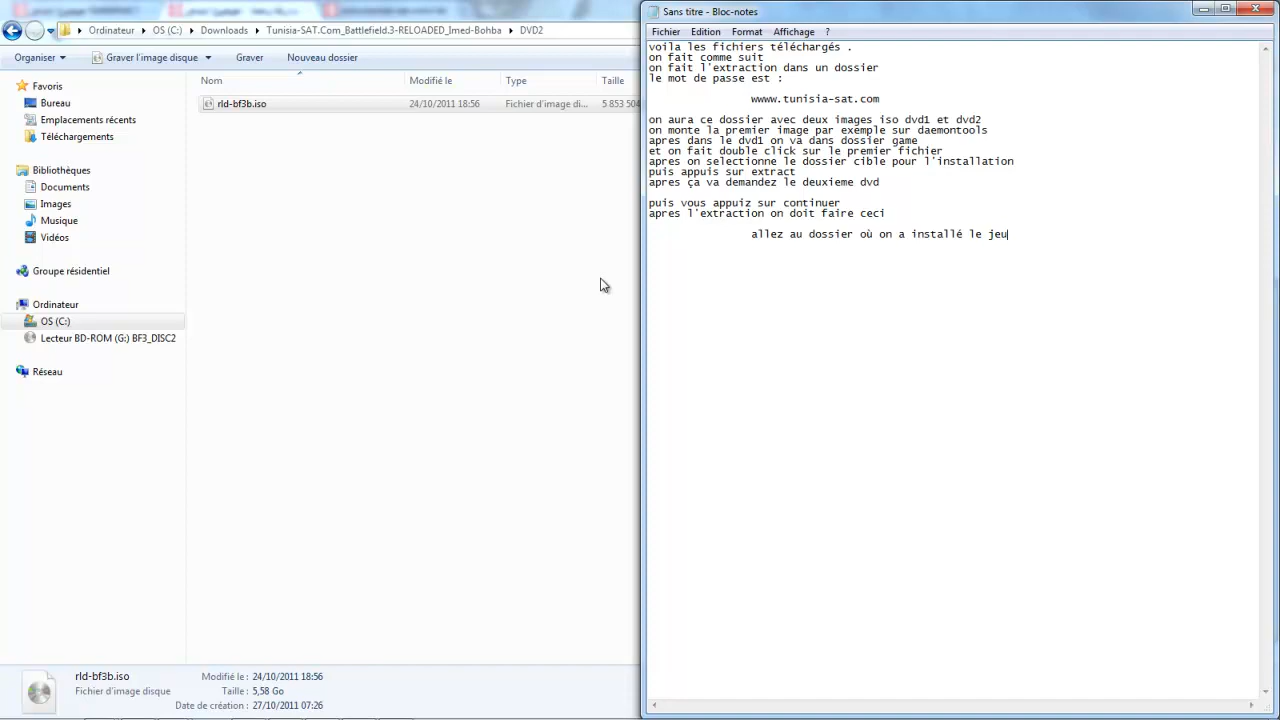 Ordinateur
OS (C:)
Downloads
Tunisia-SAT.Com_Battlefield.3-RELOADED_Imed-Bohba
DVD2
Organiser
Graver l'image disque
Graver
Nouveau dossier
Nom
Modifié le
Type
Taille
Favoris
Bureau
Emplacements récents
Téléchargements
Bibliothèques
Documents
Images
Musique
Vidéos
Groupe résidentiel
Ordinateur
OS (C:)
Lecteur BD-ROM (G:) BF3_DISC2
Réseau
rld-bf3b.iso
24/10/2011 18:56
Fichier d'image di...
5 853 504
rld-bf3b.iso
Fichier d'image disque
Modifié le : 24/10/2011 18:56
Taille : 5,58 Go
Date de création : 27/10/2011 07:26
Sans titre - Bloc-notes
Fichier Edition Format Affichage ?
voila les fichiers téléchargés .
on fait comme suit
on fait l'extraction dans un dossier
le mot de passe est :
wwww.tunisia-sat.com
on aura ce dossier avec deux images iso dvd1 et dvd2
on monte la premier image par exemple sur daemontools
apres dans le dvd1 on va dans dossier game
et on fait double click sur le premier fichier
apres on selectionne le dossier cible pour l'installation
puis appuis sur extract
apres ça va demandez le deuxieme dvd
puis vous appuiz sur continuer
apres l'extraction on doit faire ceci
allez au dossier où on a installé le jeu